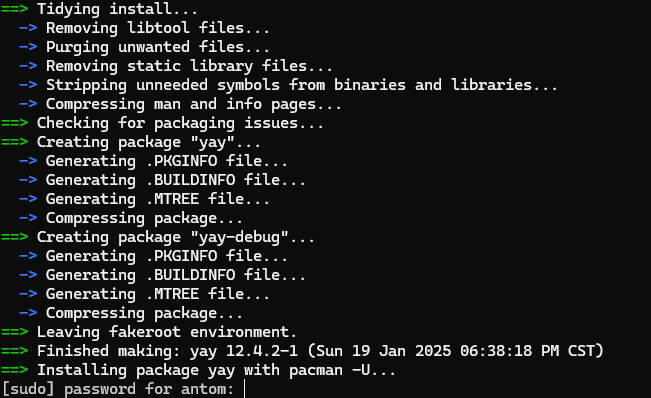 ==> Tidying install...
  -> Removing libtool files...
  -> Purging unwanted files...
  -> Removing static library files...
  -> Stripping unneeded symbols from binaries and libraries...
  -> Compressing man and info pages...
==> Checking for packaging issues...
==> Creating package "yay"...
  -> Generating .PKGINFO file...
  -> Generating .BUILDINFO file...
  -> Generating .MTREE file...
  -> Compressing package...
==> Creating package "yay-debug"...
  -> Generating .PKGINFO file...
  -> Generating .BUILDINFO file...
  -> Generating .MTREE file...
  -> Compressing package...
==> Leaving fakeroot environment.
==> Finished making: yay 12.4.2-1 (Sun 19 Jan 2025 06:38:18 PM CST)
==> Installing package yay with pacman -U...
[sudo] password for antom: